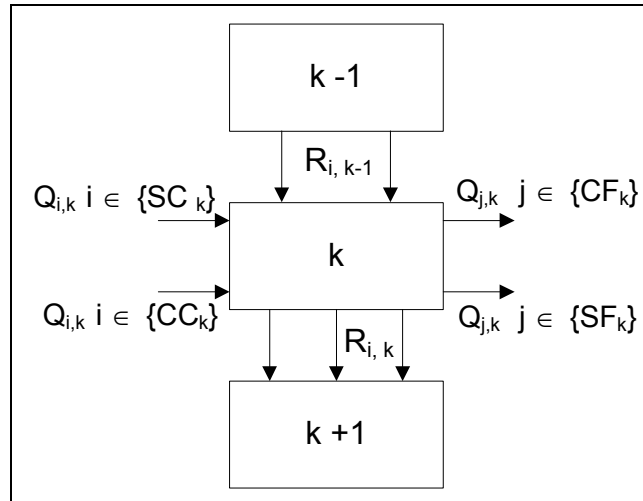 k -1
R_{i, k-1}
Q_{i,k} i ∈ {SC_k}
Q_{j,k} j ∈ {CF_k}
k
Q_{i,k} i ∈ {CC_k}
Q_{j,k} j ∈ {SF_k}
R_{i, k}
k +1